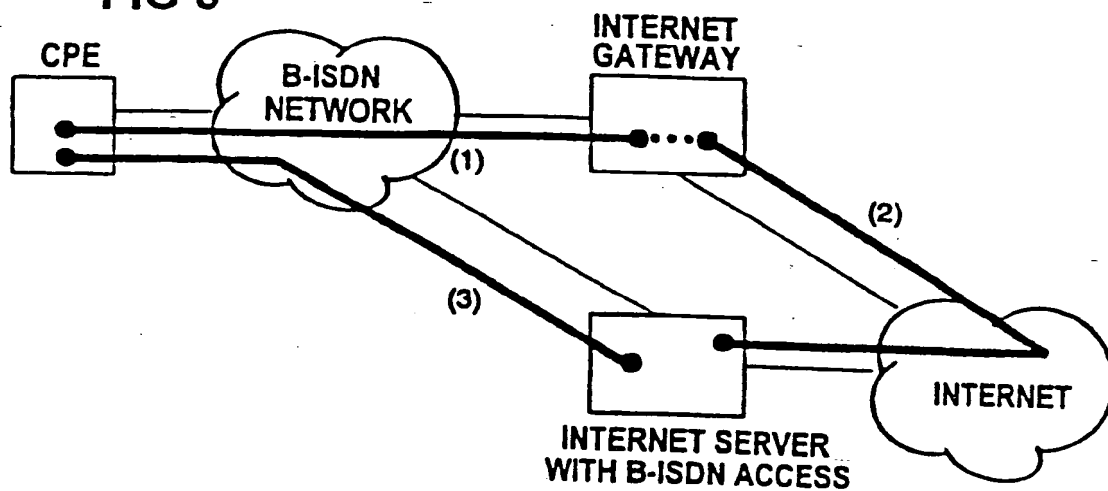 CPE
B-ISDN
NETWORK
INTERNET
GATEWAY
(1)
(2)
(3)
INTERNET
INTERNET SERVER
WITH B-ISDN ACCESS